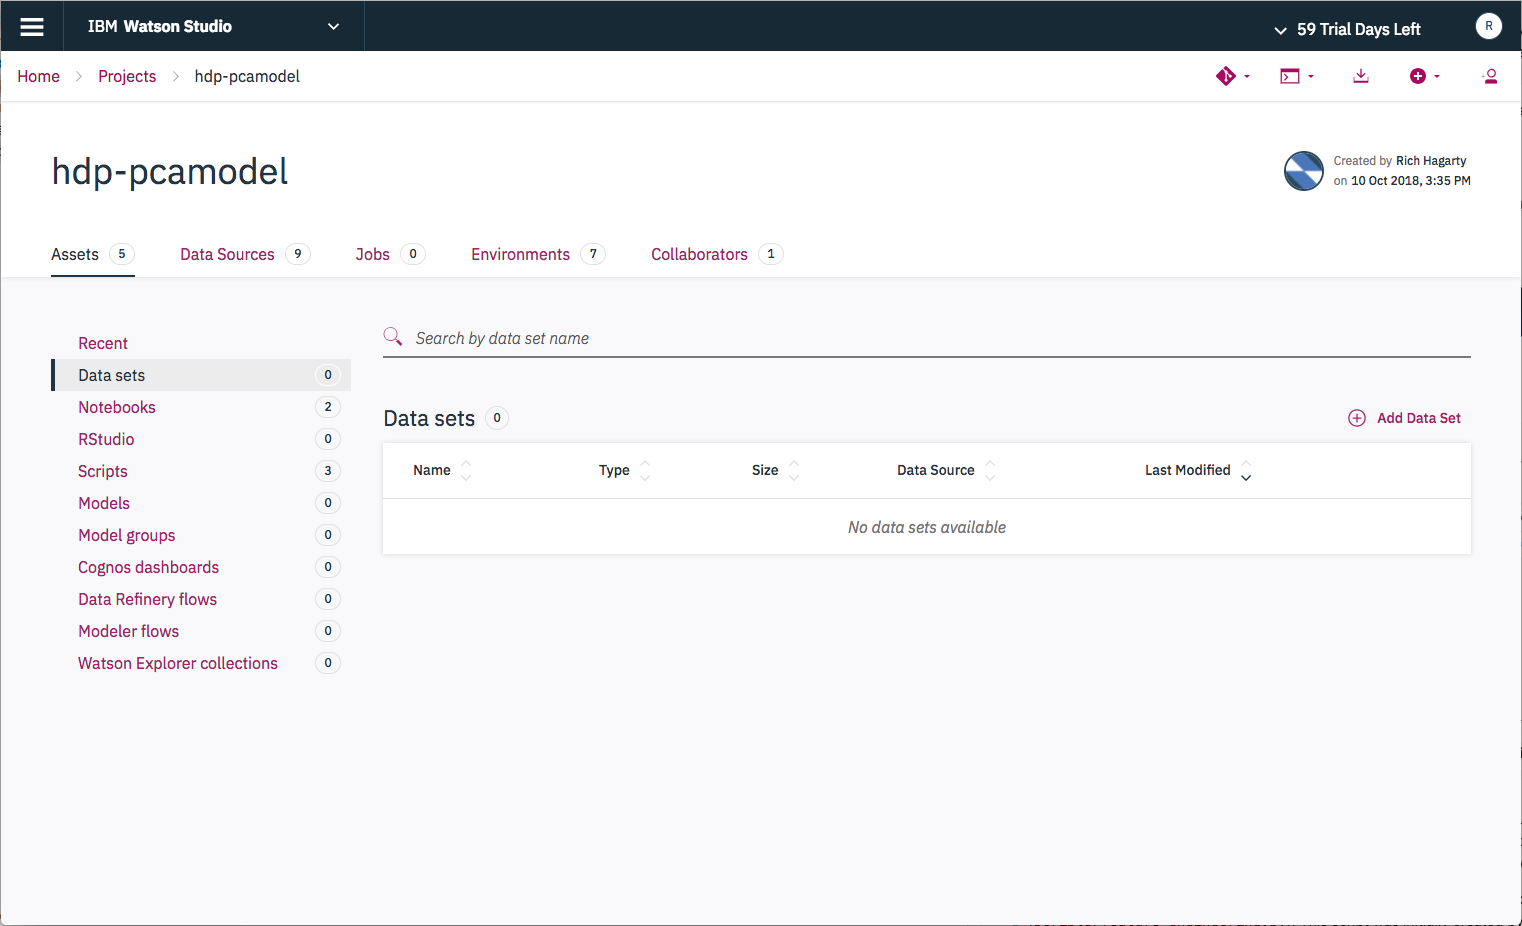 IBM Watson Studio
59 Trial Days Left
R
Home Projects hdp-pcamodel
hdp-pcamodel
Created by Rich Hagarty
on 10 Oct 2018, 3:35 PM
Assets 5 Data Sources 9 Jobs 0 Environments 7 Collaborators 1
Recent
Data sets 0
Notebooks 2
RStudio 0
Scripts 3
Models 0
Model groups 0
Cognos dashboards 0
Data Refinery flows 0
Modeler flows 0
Watson Explorer collections 0
Search by data set name
Data sets 0
Add Data Set
Name Type Size Data Source Last Modified
No data sets available